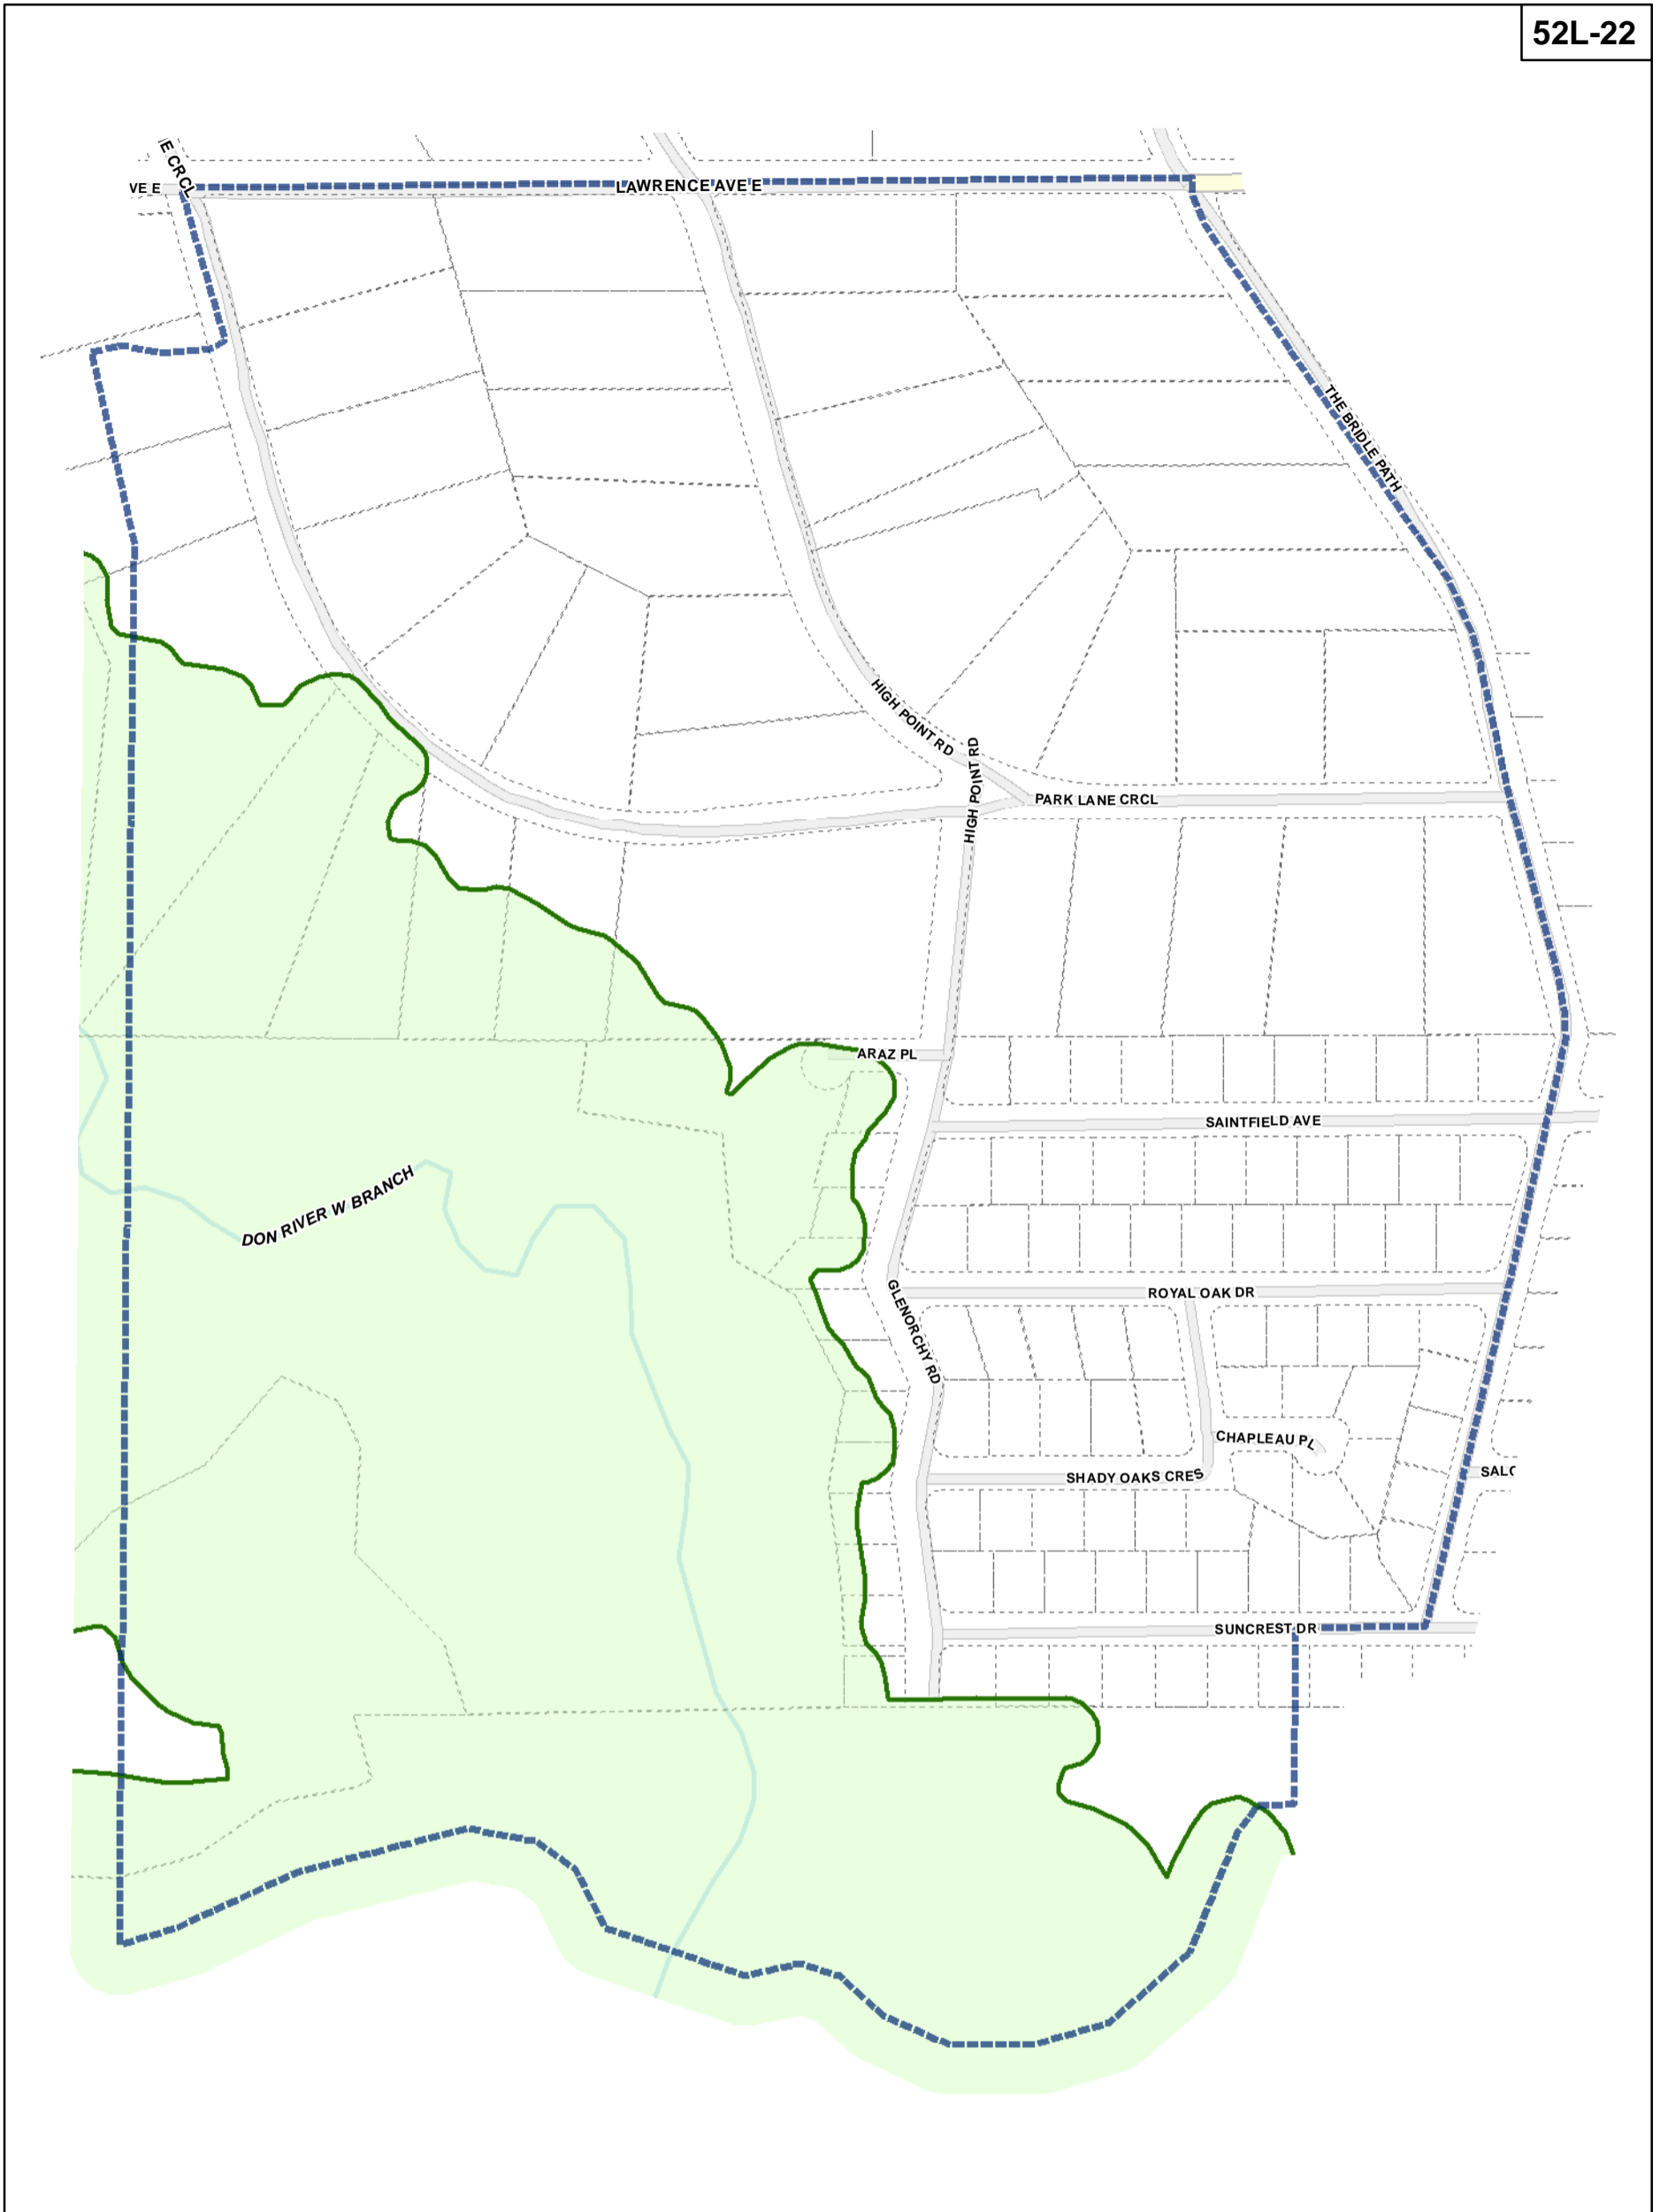 52L-22
E CRCL
VE E
LAWRENCE AVE E
THE BRIDLE PATH
HIGH POINT RD
HIGH POINT RD
PARK LANE CRCL
ARAZ PL
SAINTFIELD AVE
DON RIVER W BRANCH
GLENORCHY RD
ROYAL OAK DR
CHAPLEAU PL
SHADY OAKS CRES
SALO
SUNCREST DR